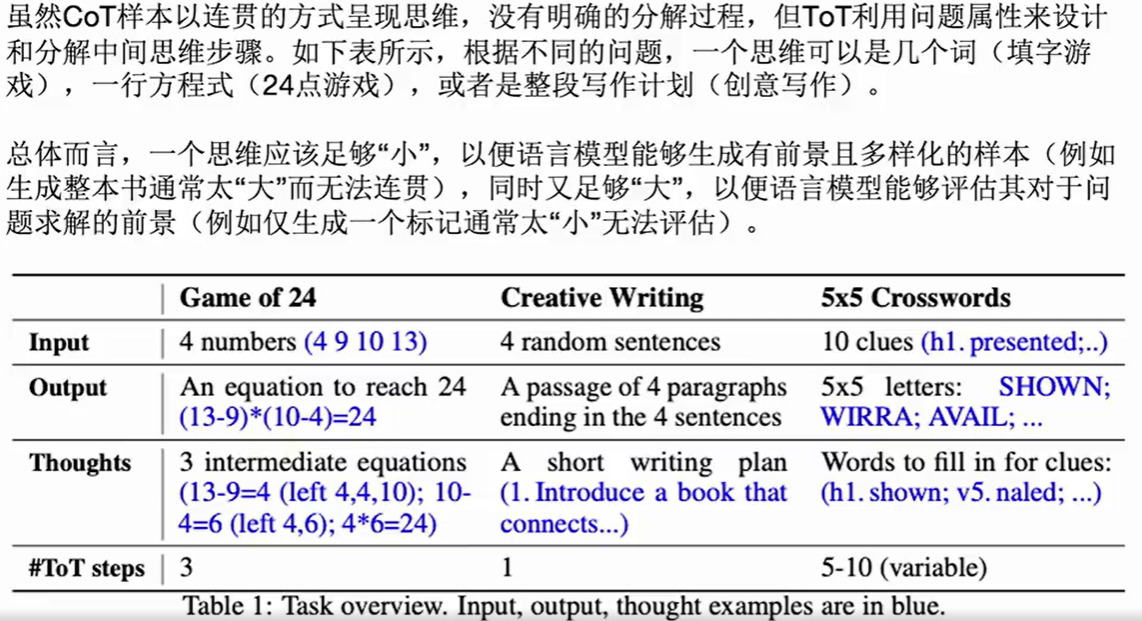 虽然CoT样本以连贯的方式呈现思维，没有明确的分解过程，但ToT利用问题属性来设计
和分解中间思维步骤。如下表所示，根据不同的问题，一个思维可以是几个词（填字游
戏），一行方程式（24点游戏），或者是整段写作计划（创意写作）。
总体而言，一个思维应该足够“小”，以便语言模型能够生成有前景且多样化的样本（例如
生成整本书通常太“大”而无法连贯），同时又足够“大”，以便语言模型能够评估其对于问
题求解的前景（例如仅生成一个标记通常太“小”无法评估）。
Game of 24 Creative Writing 5x5 Crosswords
Input 4 numbers (4 9 10 13) 4 random sentences 10 clues (h1. presented;..)
Output An equation to reach 24 A passage of 4 paragraphs 5x5 letters: SHOWN;
(13-9)*(10-4)=24 ending in the 4 sentences WIRRA; AVAIL; ...
Thoughts 3 intermediate equations A short writing plan Words to fill in for clues:
(13-9=4 (left 4,4,10); 10- (1. Introduce a book that (h1. shown; v5. naled; ...)
4=6 (left 4,6); 4*6=24) connects...)
#ToT steps 3 1 5-10 (variable)
Table 1: Task overview. Input, output, thought examples are in blue.